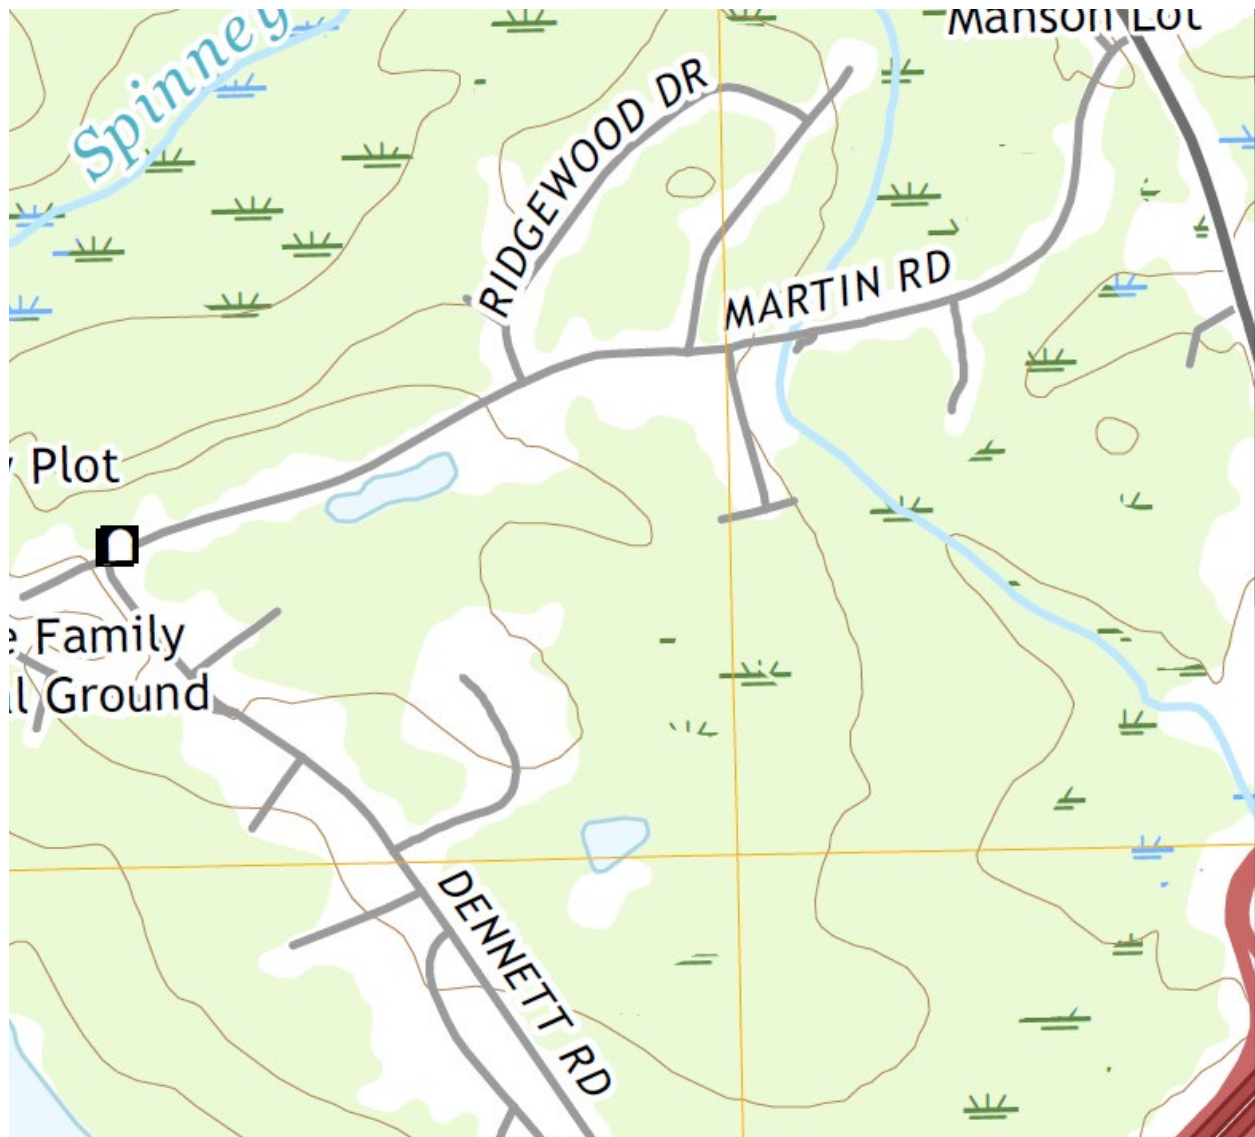 Manson Lot
Spinney
RIDGEWOOD DR
MARTIN RD
Plot
Family
Ground
DENNETT RD